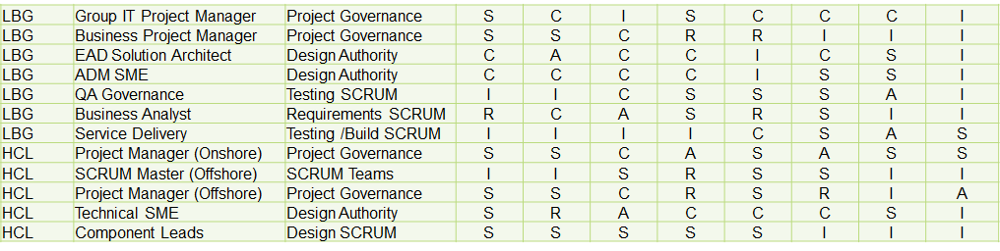 LBG Group IT Project Manager Project Governance S C I S C C C I
LBG Business Project Manager Project Governance S S C R R I I I
LBG EAD Solution Architect Design Authority C A C C I C S I
LBG ADM SME Design Authority C C C C I S S I
LBG QA Governance Testing SCRUM I I C S S S A I
LBG Business Analyst Requirements SCRUM R C A S R S I I
LBG Service Delivery Testing /Build SCRUM I I I I C S A S
HCL Project Manager (Onshore) Project Governance S S C A S A S S
HCL SCRUM Master (Offshore) SCRUM Teams I I S R S S I I
HCL Project Manager (Offshore) Project Governance S S C R S R I A
HCL Technical SME Design Authority S R A C C C S I
HCL Component Leads Design SCRUM S S S S S I I I